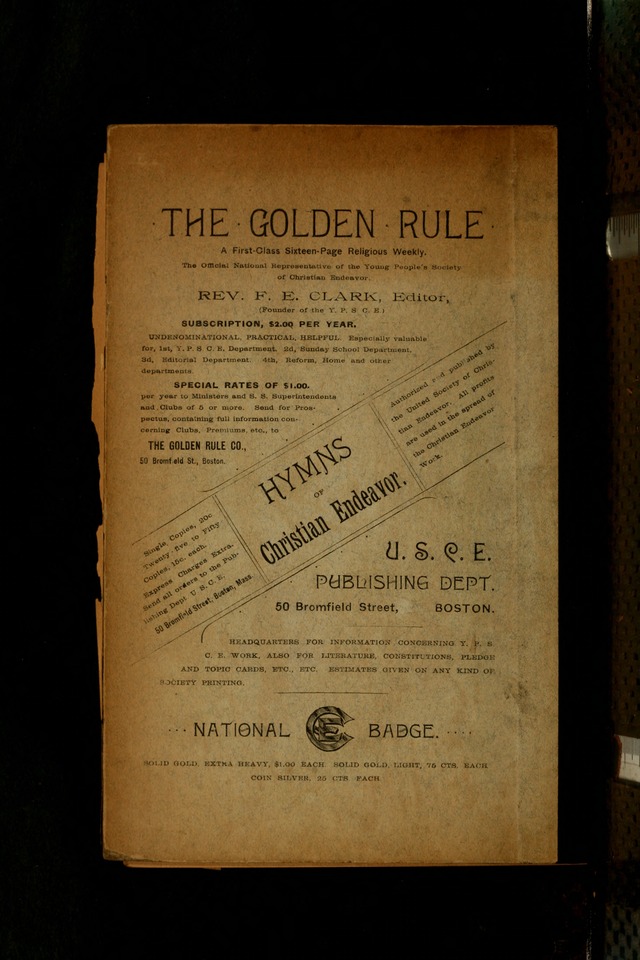 · THE · GOLDEN · RULE ·
A First-Class Sixteen-Page Religious Weekly.
The Official National Representative of the Young People's Society
of Christian Endeavor.
REV. F. E. CLARK, Editor,
(Founder of the Y. P. S. C. E.)
SUBSCRIPTION, $2.00 PER YEAR.
UNDENOMINATIONAL, PRACTICAL, HELPFUL. Especially valuable
for, 1st, Y. P. S. C. E. Department. 2d, Sunday School Department.
3d, Editorial Department. 4th, Reform, Home and other
departments.
SPECIAL RATES OF $1.00.
per year to Ministers and S. S. Superintendents
and Clubs of 5 or more. Send for Pros-
pectus, containing full information con-
cerning Clubs, Premiums, etc., to
THE GOLDEN RULE CO.,
50 Bromfield St., Boston.
Single Copies, 20c
Twenty-five to Fifty
Copies, 15c. each.
Express Charges Extra.
Send all orders to the Pub-
lishing Dept U. S. C. E.
50 Bromfield Street, Boston, Mass
HYMNS
OF
Christian Endeavor.
Authorized and published by
the United Society of Chris-
tian Endeavor. All profits
are used in the spread of
the Christian Endeavor
Work.
U. S. C. E.
PUBLISHING DEPT.
50 Bromfield Street, BOSTON.
HEADQUARTERS FOR INFORMATION CONCERNING Y. P. S.
C. E. WORK, ALSO FOR LITERATURE, CONSTITUTIONS, PLEDGE
AND TOPIC CARDS, ETC., ETC. ESTIMATES GIVEN ON ANY KIND OF
SOCIETY PRINTING.
··· NATIONAL CE BADGE. ····
SOLID GOLD, EXTRA HEAVY, $1.00 EACH. SOLID GOLD, LIGHT, 75 CTS. EACH
COIN SILVER, 25 CTS. EACH.